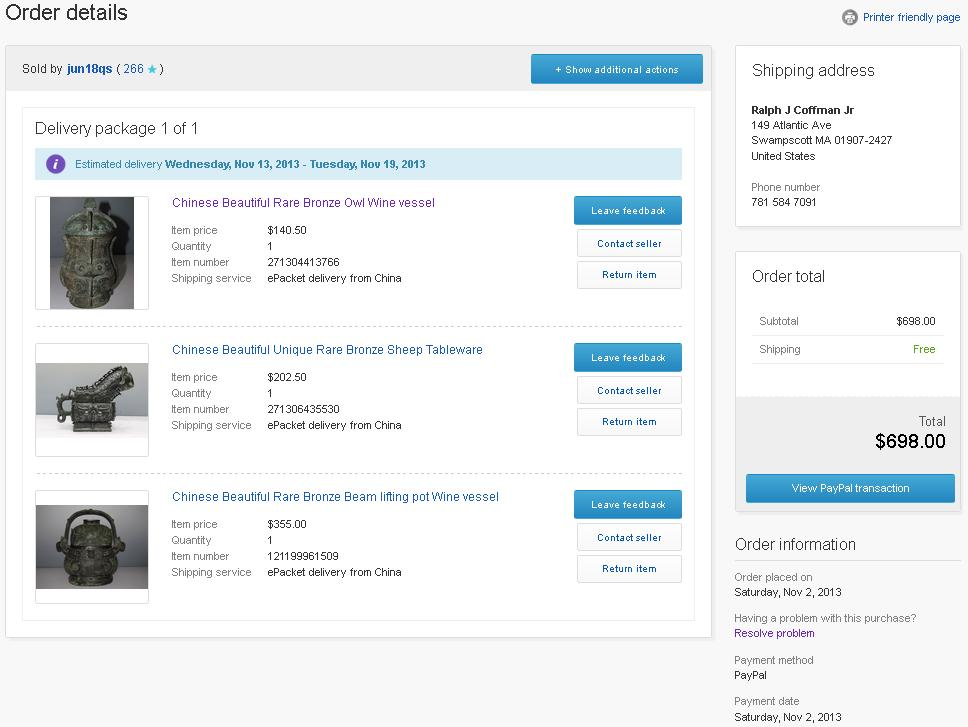 Order details
Printer friendly page
Sold by jun18qs ( 266 ★ )
+ Show additional actions
Delivery package 1 of 1
i Estimated delivery Wednesday, Nov 13, 2013 - Tuesday, Nov 19, 2013
Chinese Beautiful Rare Bronze Owl Wine vessel
Item price $140.50
Quantity 1
Item number 271304413766
Shipping service ePacket delivery from China
Leave feedback
Contact seller
Return item
Chinese Beautiful Unique Rare Bronze Sheep Tableware
Item price $202.50
Quantity 1
Item number 271306435530
Shipping service ePacket delivery from China
Leave feedback
Contact seller
Return item
Chinese Beautiful Rare Bronze Beam lifting pot Wine vessel
Item price $355.00
Quantity 1
Item number 121199961509
Shipping service ePacket delivery from China
Leave feedback
Contact seller
Return item
Shipping address
Ralph J Coffman Jr
149 Atlantic Ave
Swampscott MA 01907-2427
United States
Phone number
781 584 7091
Order total
Subtotal $698.00
Shipping Free
Total
$698.00
View PayPal transaction
Order information
Order placed on
Saturday, Nov 2, 2013
Having a problem with this purchase?
Resolve problem
Payment method
PayPal
Payment date
Saturday, Nov 2, 2013